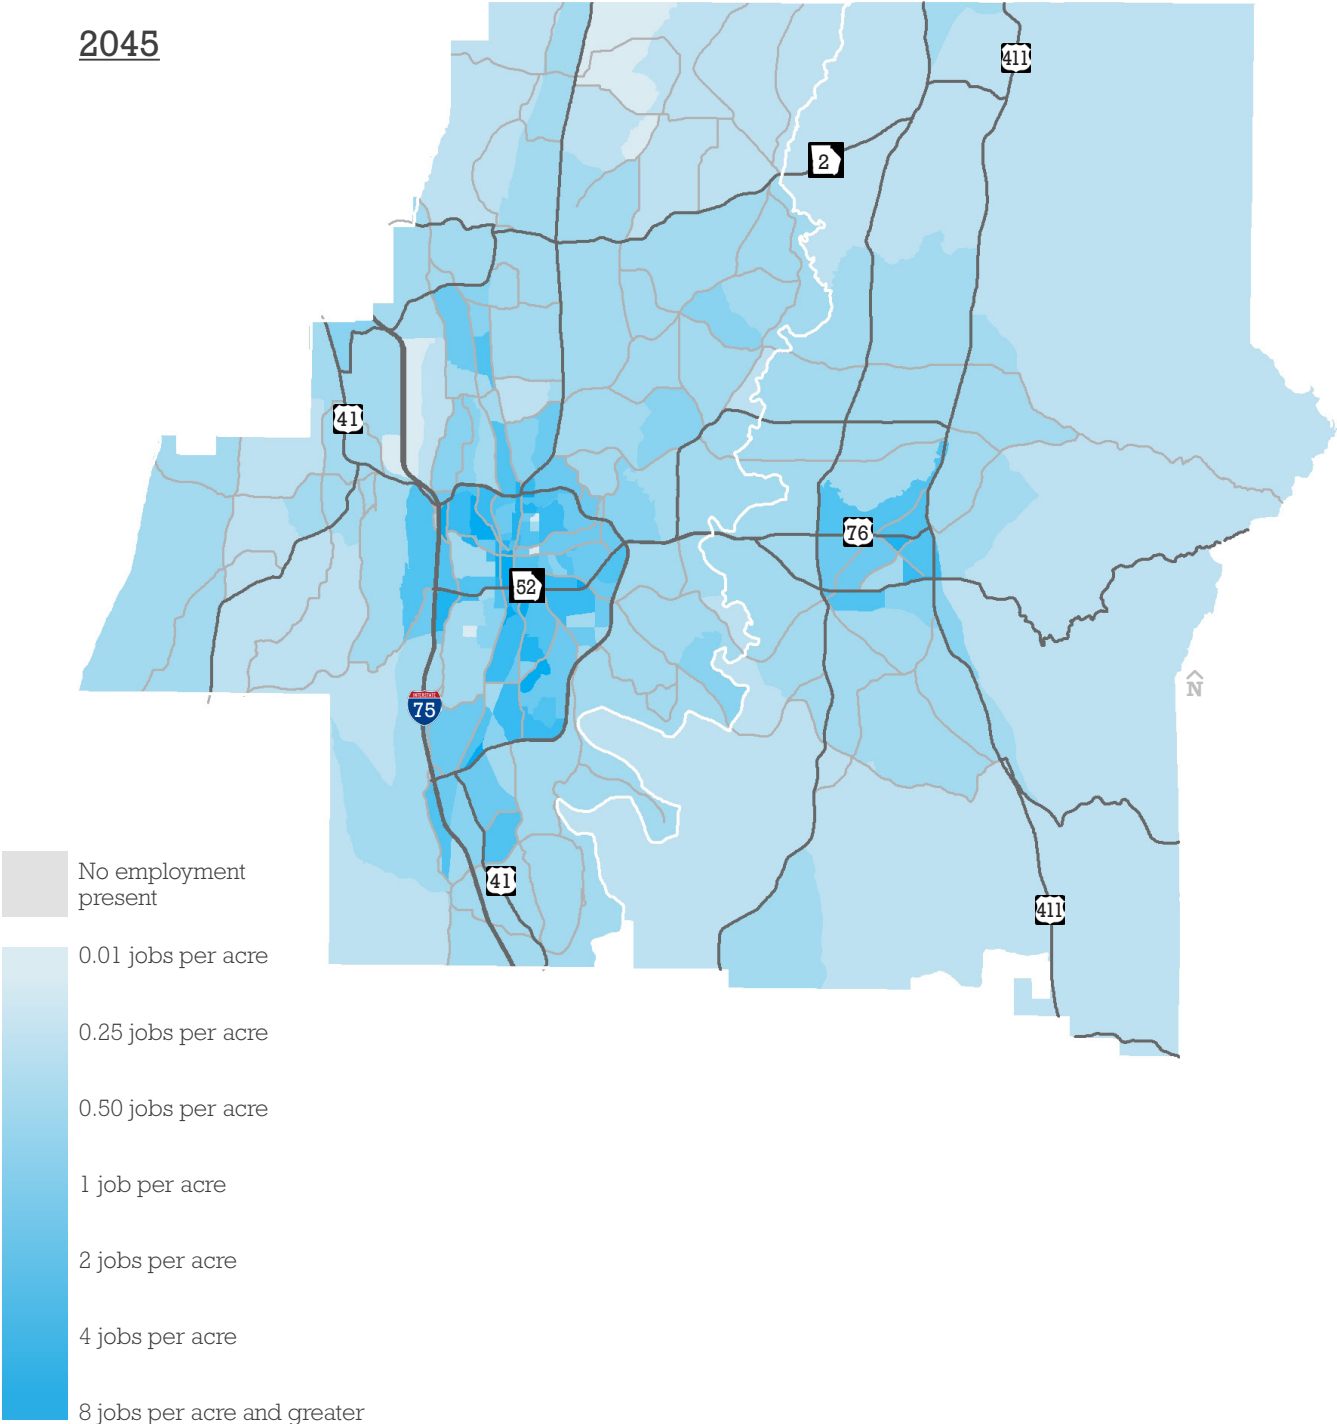 2045
411
2
41
76
52
INTERSTATE
75
N
No employment
present
41
411
0.01 jobs per acre
0.25 jobs per acre
0.50 jobs per acre
1 job per acre
2 jobs per acre
4 jobs per acre
8 jobs per acre and greater